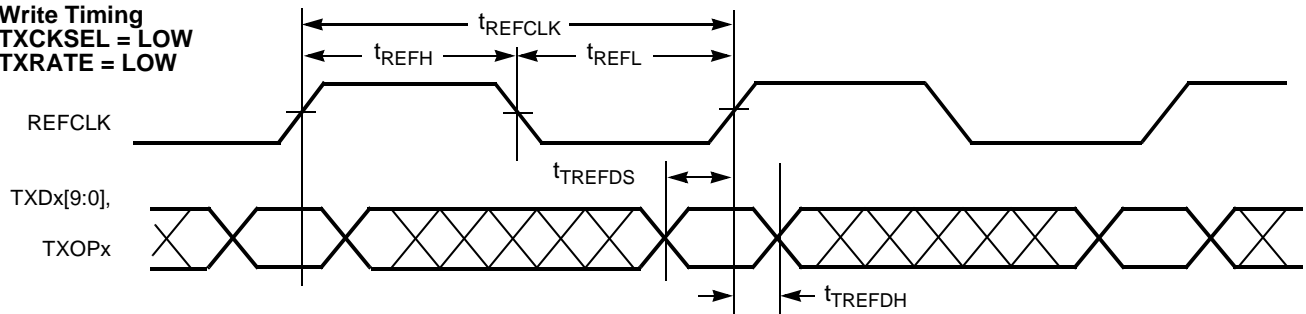 Write Timing
TXCKSEL = LOW
TXRATE = LOW
tREFCLK
tREFH
tREFL
REFCLK
tTREFDS
TXDx[9:0],
TXOPx
tTREFDH